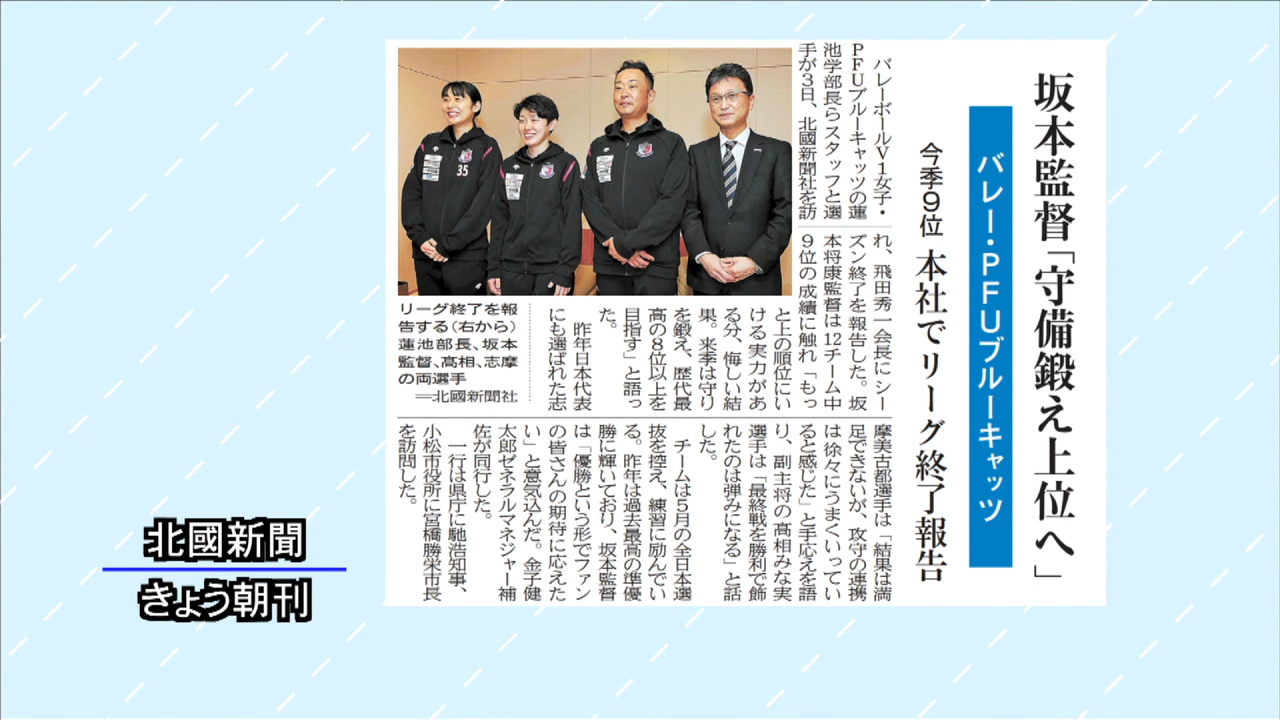 坂本監督「守備鍛え上位へ」
バレー・PFUブルーキャッツ
今季9位 本社でリーグ終了報告
バレーボールV1女子・
PFUブルーキャッツの蓮
池学部長らスタッフと選
手が3日、北國新聞社を訪
れ、飛田秀一会長にシー
ズン終了を報告した。坂
本将康監督は12チーム中
9位の成績に触れ「もっ
と上の順位にい
ける実力があ
る分、悔しい結
果。来季は守り
を鍛え、歴代最
高の8位以上を
目指す」と語っ
た。
昨年日本代表
にも選ばれた志
摩美古都選手は「結果は満
足できないが、攻守の連携
は徐々にうまくいってい
ると感じた」と手応えを語
り、副主将の高相みな実
選手は「最終戦を勝利で飾
れたのは弾みになる」と話
した。
チームは5月の全日本選
抜を控え、練習に励んでい
る。昨年は過去最高の準優
勝に輝いており、坂本監督
は「優勝という形でファン
の皆さんの期待に応えた
い」と意気込んだ。金子健
太郎ゼネラルマネジャー補
佐が同行した。
一行は県庁に馳浩知事、
小松市役所に宮橋勝栄市長
を訪問した。
リーグ終了を報
告する(右から)
蓮池部長、坂本
監督、高相、志摩
の両選手
＝北國新聞社
35
北國新聞
きょう朝刊